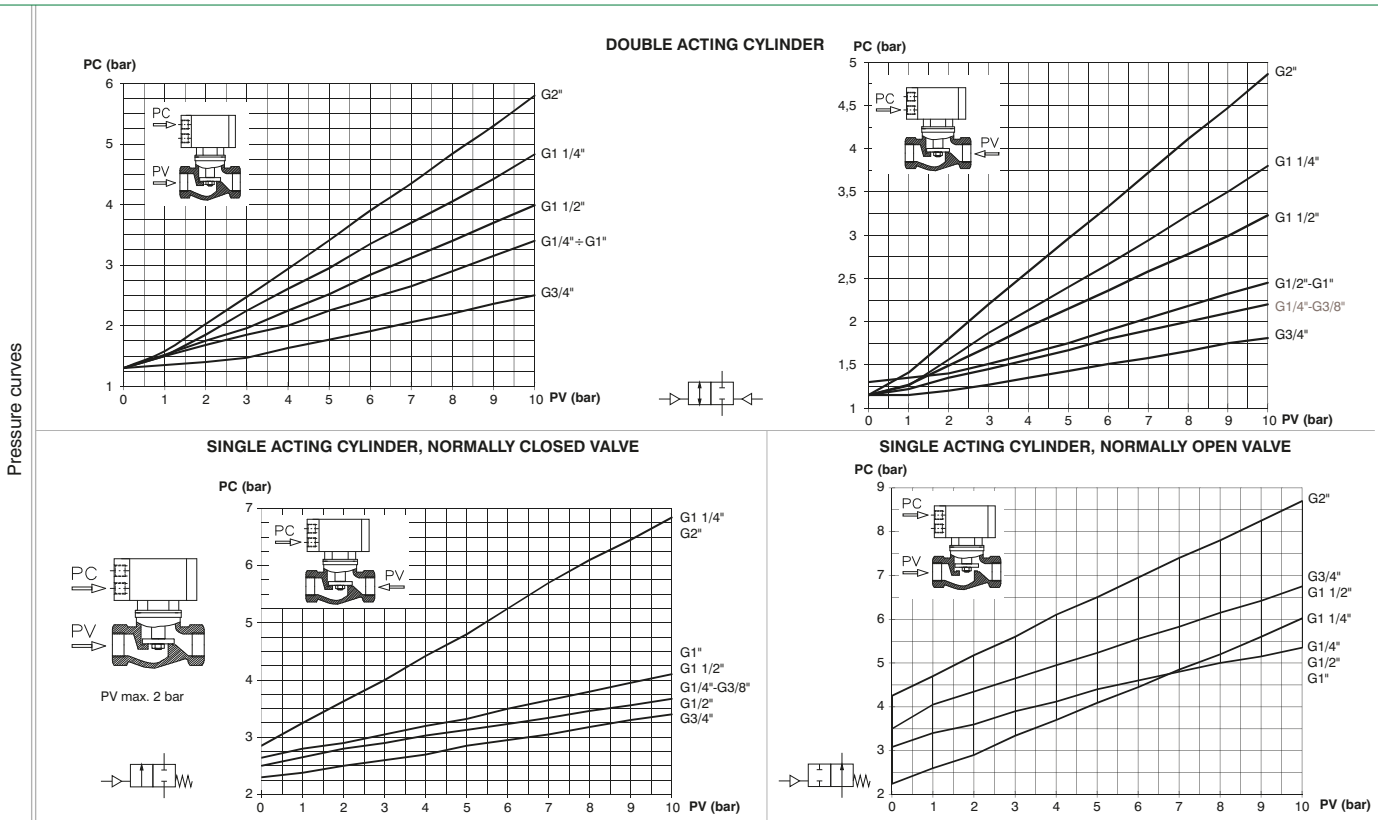 Pressure curves
DOUBLE ACTING CYLINDER
PC (bar)
6
5
4
3
2
1
PC
PV
G2"
G1 1/4"
G1 1/2"
G1/4"÷G1"
G3/4"
0 1 2 3 4 5 6 7 8 9 10 PV (bar)
PC (bar)
5
4,5
4
3,5
3
2,5
2
1,5
1
PC
PV
G2"
G1 1/4"
G1 1/2"
G1/2"-G1"
G1/4"-G3/8"
G3/4"
0 1 2 3 4 5 6 7 8 9 10 PV (bar)
SINGLE ACTING CYLINDER, NORMALLY CLOSED VALVE
PC
PV
PV max. 2 bar
PC (bar)
7
6
5
4
3
2
PC
PV
G1 1/4"
G2"
G1"
G1 1/2"
G1/4"-G3/8"
G1/2"
G3/4"
0 1 2 3 4 5 6 7 8 9 10 PV (bar)
SINGLE ACTING CYLINDER, NORMALLY OPEN VALVE
PC (bar)
9
8
7
6
5
4
3
2
PC
PV
G2"
G3/4"
G1 1/2"
G1 1/4"
G1/4"
G1/2"
G1"
0 1 2 3 4 5 6 7 8 9 10 PV (bar)